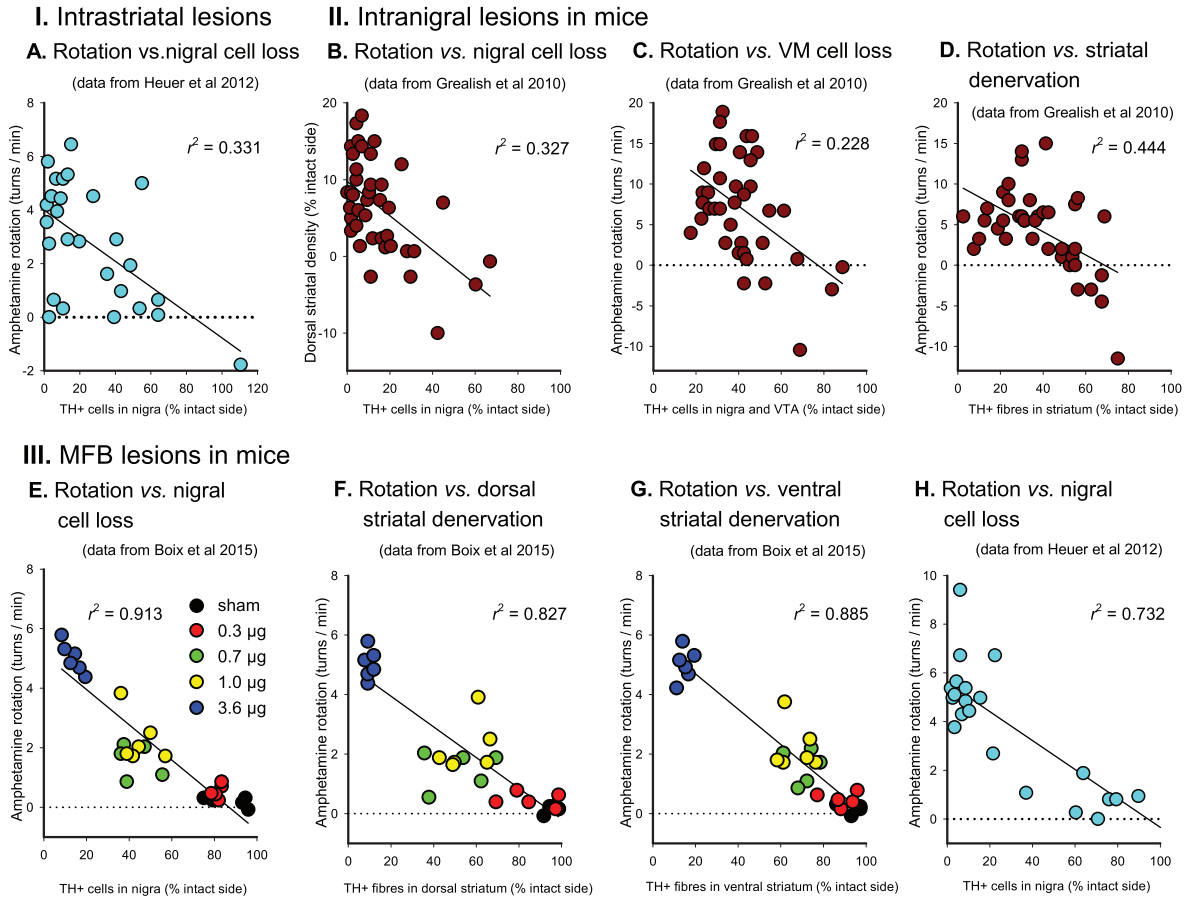 I. Intrastriatal lesions
II. Intranigral lesions in mice
A. Rotation vs.nigral cell loss
(data from Heuer et al 2012)
r² = 0.331
Amphetamine rotation (turns / min)
8
6
4
2
0
-2
0 20 40 60 80 100 120
TH+ cells in nigra (% intact side)
B. Rotation vs. nigral cell loss
(data from Grealish et al 2010)
r² = 0.327
Dorsal striatal density (% intact side)
20
10
0
-10
0 20 40 60 80 100
TH+ cells in nigra (% intact side)
C. Rotation vs. VM cell loss
(data from Grealish et al 2010)
r² = 0.228
Amphetamine rotation (turns / min)
20
15
10
5
0
-5
-10
0 20 40 60 80 100
TH+ cells in nigra and VTA (% intact side)
D. Rotation vs. striatal
denervation
(data from Grealish et al 2010)
r² = 0.444
Amphetamine rotation (turns / min)
20
15
10
5
0
-5
-10
0 20 40 60 80 100
TH+ fibres in striatum (% intact side)
III. MFB lesions in mice
E. Rotation vs. nigral
cell loss
(data from Boix et al 2015)
r² = 0.913
sham
0.3 µg
0.7 µg
1.0 µg
3.6 µg
Amphetamine rotation (turns / min)
8
6
4
2
0
0 20 40 60 80 100
TH+ cells in nigra (% intact side)
F. Rotation vs. dorsal
striatal denervation
(data from Boix et al 2015)
r² = 0.827
Amphetamine rotation (turns / min)
8
6
4
2
0
0 20 40 60 80 100
TH+ fibres in dorsal striatum (% intact side)
G. Rotation vs. ventral
striatal denervation
(data from Boix et al 2015)
r² = 0.885
Amphetamine rotation (turns / min)
8
6
4
2
0
0 20 40 60 80 100
TH+ fibres in ventral striatum (% intact side)
H. Rotation vs. nigral
cell loss
(data from Heuer et al 2012)
r² = 0.732
Amphetamine rotation (turns / min)
10
8
6
4
2
0
0 20 40 60 80 100
TH+ cells in nigra (% intact side)